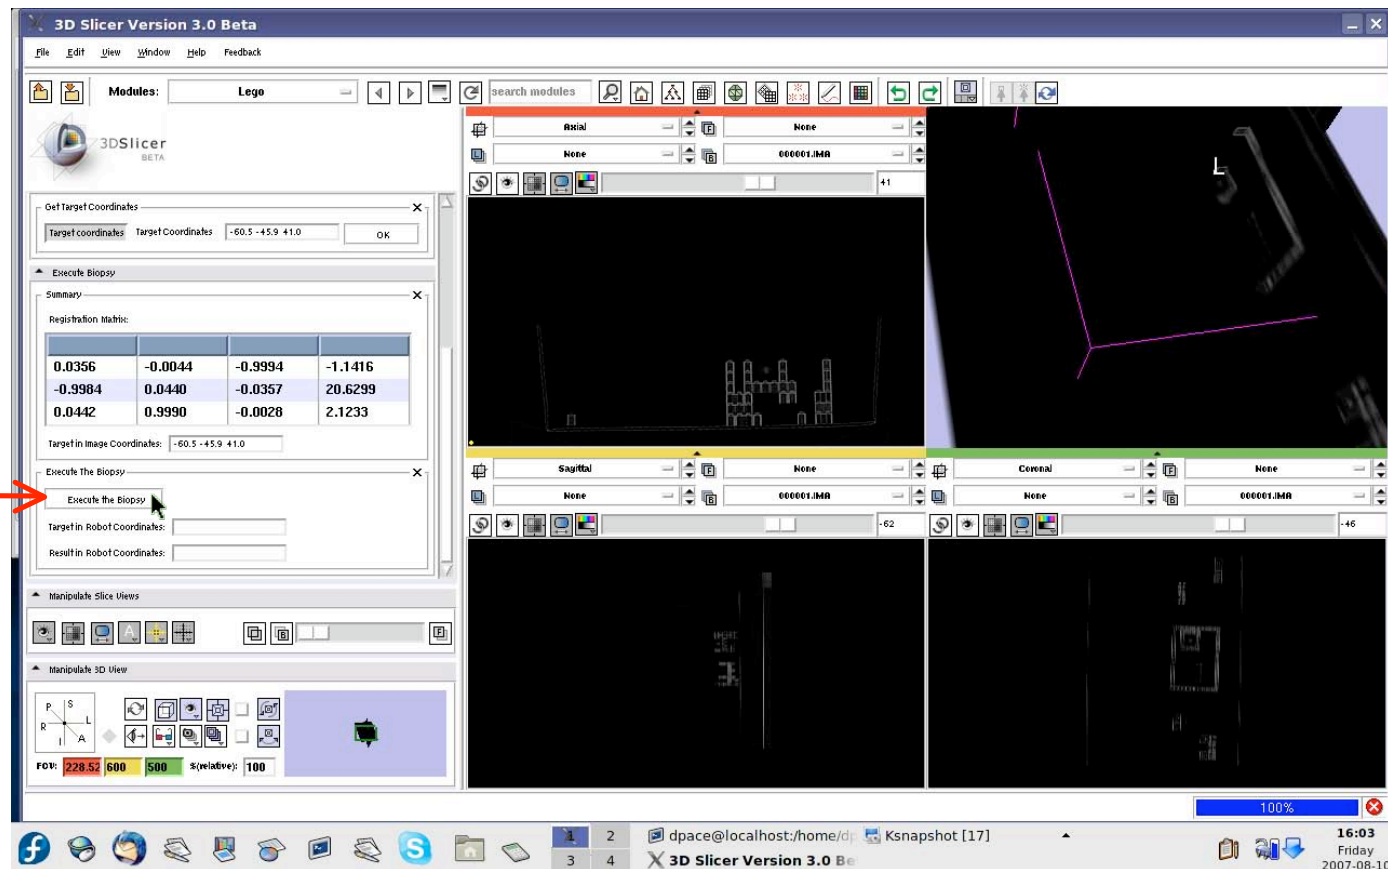 3D Slicer Version 3.0 Beta
File Edit View Window Help Feedback
Modules: Lego search modules
3DSlicer
BETA
Get Target Coordinates
Target coordinates Target Coordinates -60.5 -45.9 41.0 OK
Execute Biopsy
Summary
Registration Matrix:
0.0356 -0.0044 -0.9994 -1.1416
-0.9984 0.0440 -0.0357 20.6299
0.0442 0.9990 -0.0028 2.1233
Target in Image Coordinates: -60.5 -45.9 41.0
Execute The Biopsy
Execute the Biopsy
Target in Robot Coordinates:
Result in Robot Coordinates:
Manipulate Slice Views
Manipulate 3D View
P S
R L
I A
FOV: 228.52 600 500 %(relative): 100
Axial None
None 000001.IMA
41
L
Sagittal None
None 000001.IMA
-62
Coronal None
None 000001.IMA
-46
100%
1 2
3 4
dpace@localhost:/home/dp
Ksnapshot [17]
3D Slicer Version 3.0 Be
16:03
Friday
2007-08-10